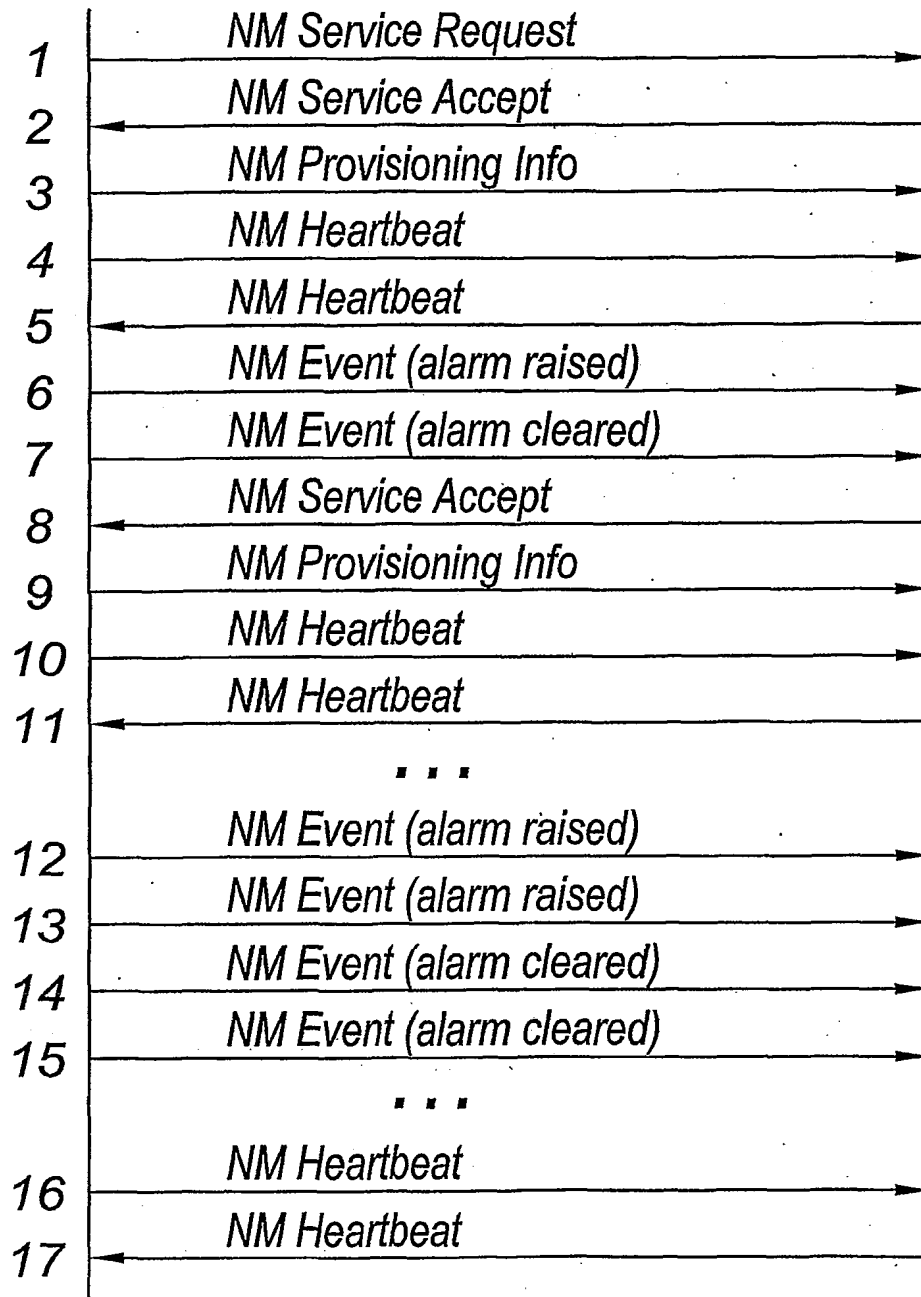 NM Service Request
1
NM Service Accept
2
NM Provisioning Info
3
NM Heartbeat
4
NM Heartbeat
5
NM Event (alarm raised)
6
NM Event (alarm cleared)
7
NM Service Accept
8
NM Provisioning Info
9
NM Heartbeat
10
NM Heartbeat
11
...
NM Event (alarm raised)
12
NM Event (alarm raised)
13
NM Event (alarm cleared)
14
NM Event (alarm cleared)
15
...
NM Heartbeat
16
NM Heartbeat
17